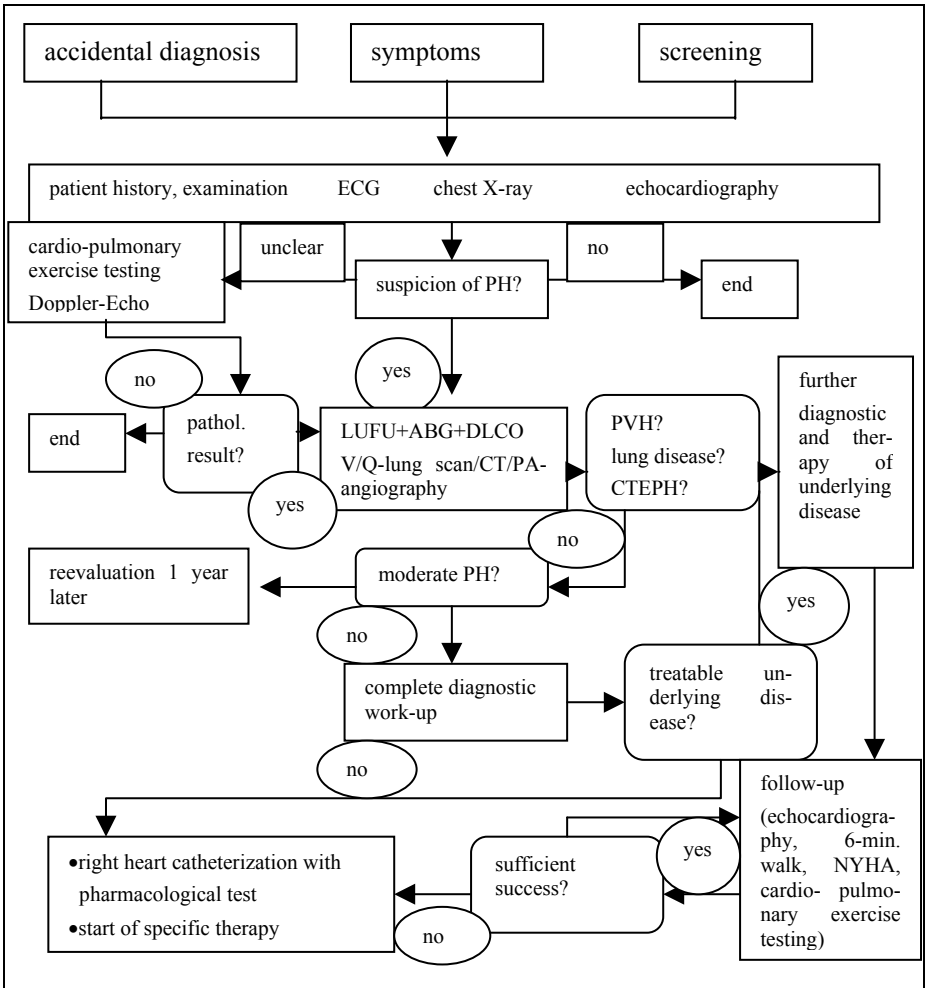 accidental diagnosis
symptoms
screening
patient history, examination ECG chest X-ray echocardiography
cardio-pulmonary
exercise testing
Doppler-Echo
unclear
suspicion of PH?
no
end
no
yes
end
pathol.
result?
yes
LUFU+ABG+DLCO
V/Q-lung scan/CT/PA-
angiography
PVH?
lung disease?
CTEPH?
further
diagnostic
and ther-
apy of
underlying
disease
no
reevaluation 1 year
later
moderate PH?
yes
no
complete diagnostic
work-up
treatable un-
derlying dis-
ease?
no
follow-up
(echocardiogra-
phy, 6-min.
walk, NYHA,
cardio- pulmo-
nary exercise
testing)
•right heart catheterization with
pharmacological test
•start of specific therapy
sufficient
success?
yes
no